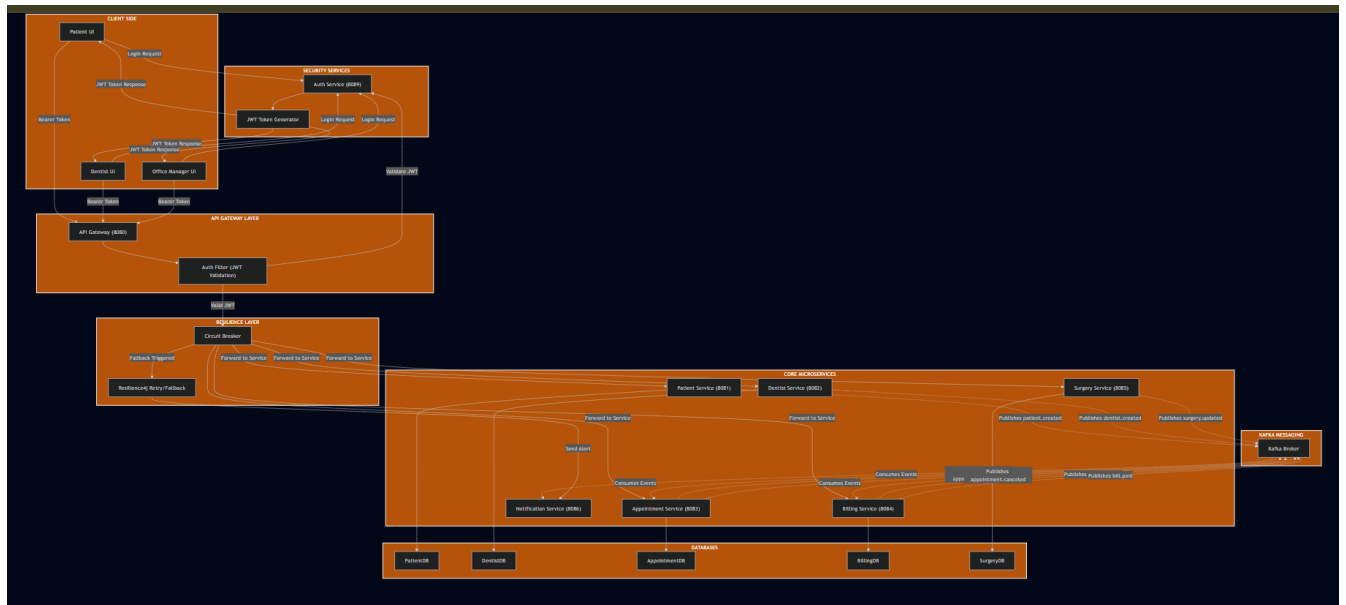 CLIENT SIDE
Patient UI
Login Request
SECURITY SERVICES
JWT Token Response
Auth Service (8089)
Bearer Token
JWT Token Generator
Login Request
Login Request
JWT Token Response
JWT Token Response
Dentist UI
Office Manager UI
Validate JWT
Bearer Token
Bearer Token
API GATEWAY LAYER
API Gateway (8080)
Auth Filter (JWT
Validation)
Valid JWT
RESILIENCE LAYER
Circuit Breaker
Fallback Triggered
Forward to Service
Forward to Service
Forward to Service
Resilience4j Retry/Fallback
CORE MICROSERVICES
Patient Service (8081)
Dentist Service (8082)
Surgery Service (8085)
Forward to Service
Forward to Service
Publishes patient.created
Publishes dentist.created
Publishes surgery.updated
KAFKA MESSAGING
Kafka Broker
Send Alert
Consumes Events
Consumes Events
Consumes Events
Publishes
appointment.canceled
Publishes
Publishes bill.paid
Notification Service (8086)
Appointment Service (8083)
Billing Service (8084)
DATABASES
PatientDB
DentistDB
AppointmentDB
BillingDB
SurgeryDB